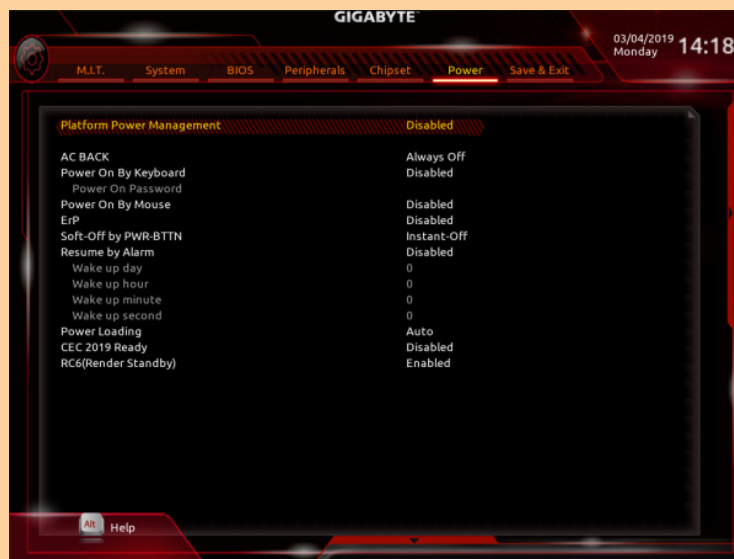 GIGABYTE
03/04/2019 14:18
Monday
M.I.T. System BIOS Peripherals Chipset Power Save & Exit
Platform Power Management Disabled
AC BACK Always Off
Power On By Keyboard Disabled
Power On Password
Power On By Mouse Disabled
ErP Disabled
Soft-Off by PWR-BTTN Instant-Off
Resume by Alarm Disabled
Wake up day 0
Wake up hour 0
Wake up minute 0
Wake up second 0
Power Loading Auto
CEC 2019 Ready Disabled
RC6(Render Standby) Enabled
Alt Help